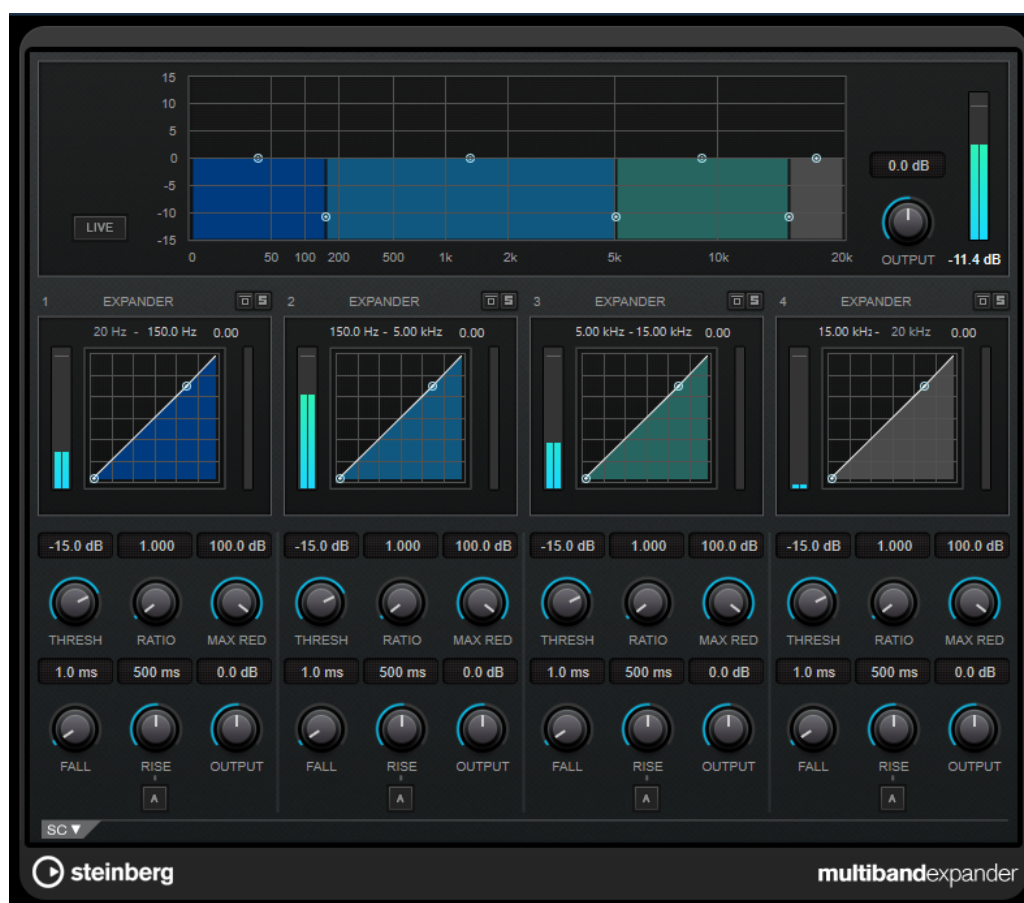 15
10
5
0
-5
-10
-15
LIVE
0 50 100 200 500 1k 2k 5k 10k 20k
0.0 dB
OUTPUT -11.4 dB
1 EXPANDER S 2 EXPANDER S 3 EXPANDER S 4 EXPANDER S
20 Hz - 150.0 Hz 0.00 150.0 Hz - 5.00 kHz 0.00 5.00 kHz - 15.00 kHz 0.00 15.00 kHz - 20 kHz 0.00
-15.0 dB 1.000 100.0 dB -15.0 dB 1.000 100.0 dB -15.0 dB 1.000 100.0 dB -15.0 dB 1.000 100.0 dB
THRESH RATIO MAX RED THRESH RATIO MAX RED THRESH RATIO MAX RED THRESH RATIO MAX RED
1.0 ms 500 ms 0.0 dB 1.0 ms 500 ms 0.0 dB 1.0 ms 500 ms 0.0 dB 1.0 ms 500 ms 0.0 dB
FALL RISE OUTPUT FALL RISE OUTPUT FALL RISE OUTPUT FALL RISE OUTPUT
A A A A
SC ▼
steinberg multibandexpander